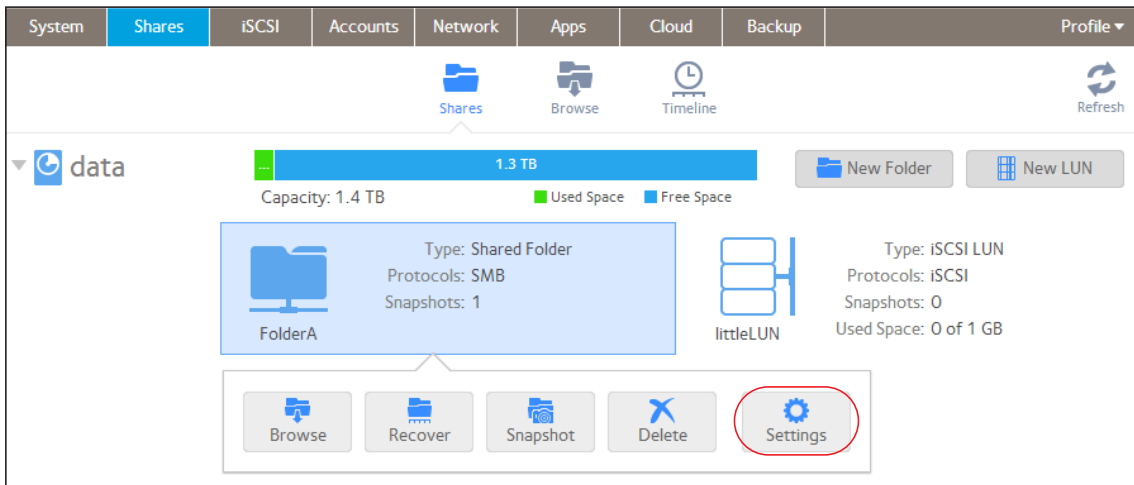 System Shares iSCSI Accounts Network Apps Cloud Backup Profile
Shares Browse Timeline Refresh
data
... 1.3 TB
New Folder New LUN
Capacity: 1.4 TB Used Space Free Space
Type: Shared Folder
Protocols: SMB
Snapshots: 1
FolderA
Type: iSCSI LUN
Protocols: iSCSI
Snapshots: 0
Used Space: 0 of 1 GB
littleLUN
Browse Recover Snapshot Delete Settings